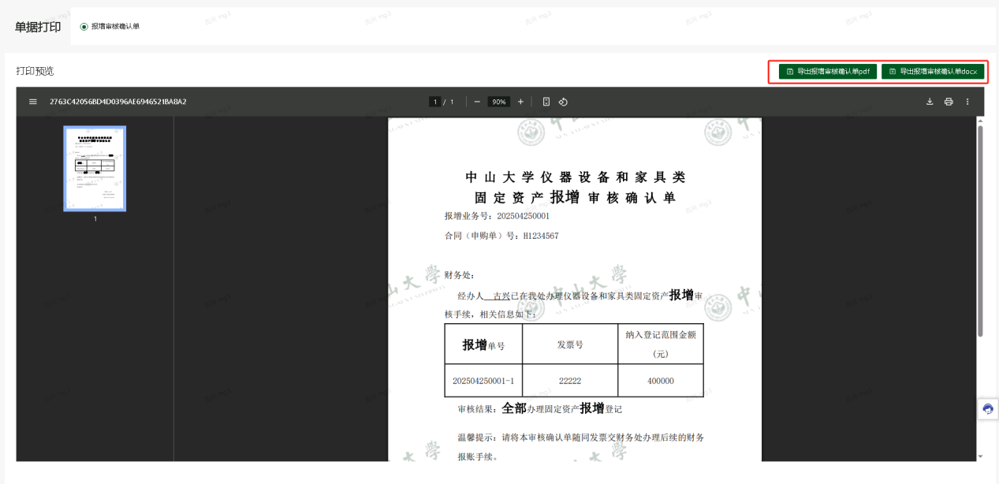 单据打印
报增审核确认单
打印预览
导出报增审核确认单pdf
导出报增审核确认单docx
2763C42056BD4D0396AE6946521BA8A2
1 / 1
90%
1
中山大学仪器设备和家具类
固定资产报增审核确认单
报增业务号：202504250001
合同（申购单）号：H1234567
财务处：
经办人 古兴已在我处办理仪器设备和家具类固定资产报增审
核手续，相关信息如下：
报增单号 发票号 纳入登记范围金额
（元）
202504250001-1 22222 400000
审核结果：全部办理固定资产报增登记
温馨提示：请将本审核确认单随同发票交财务处办理后续的财务
报账手续。
中山大学
古兴 mg3